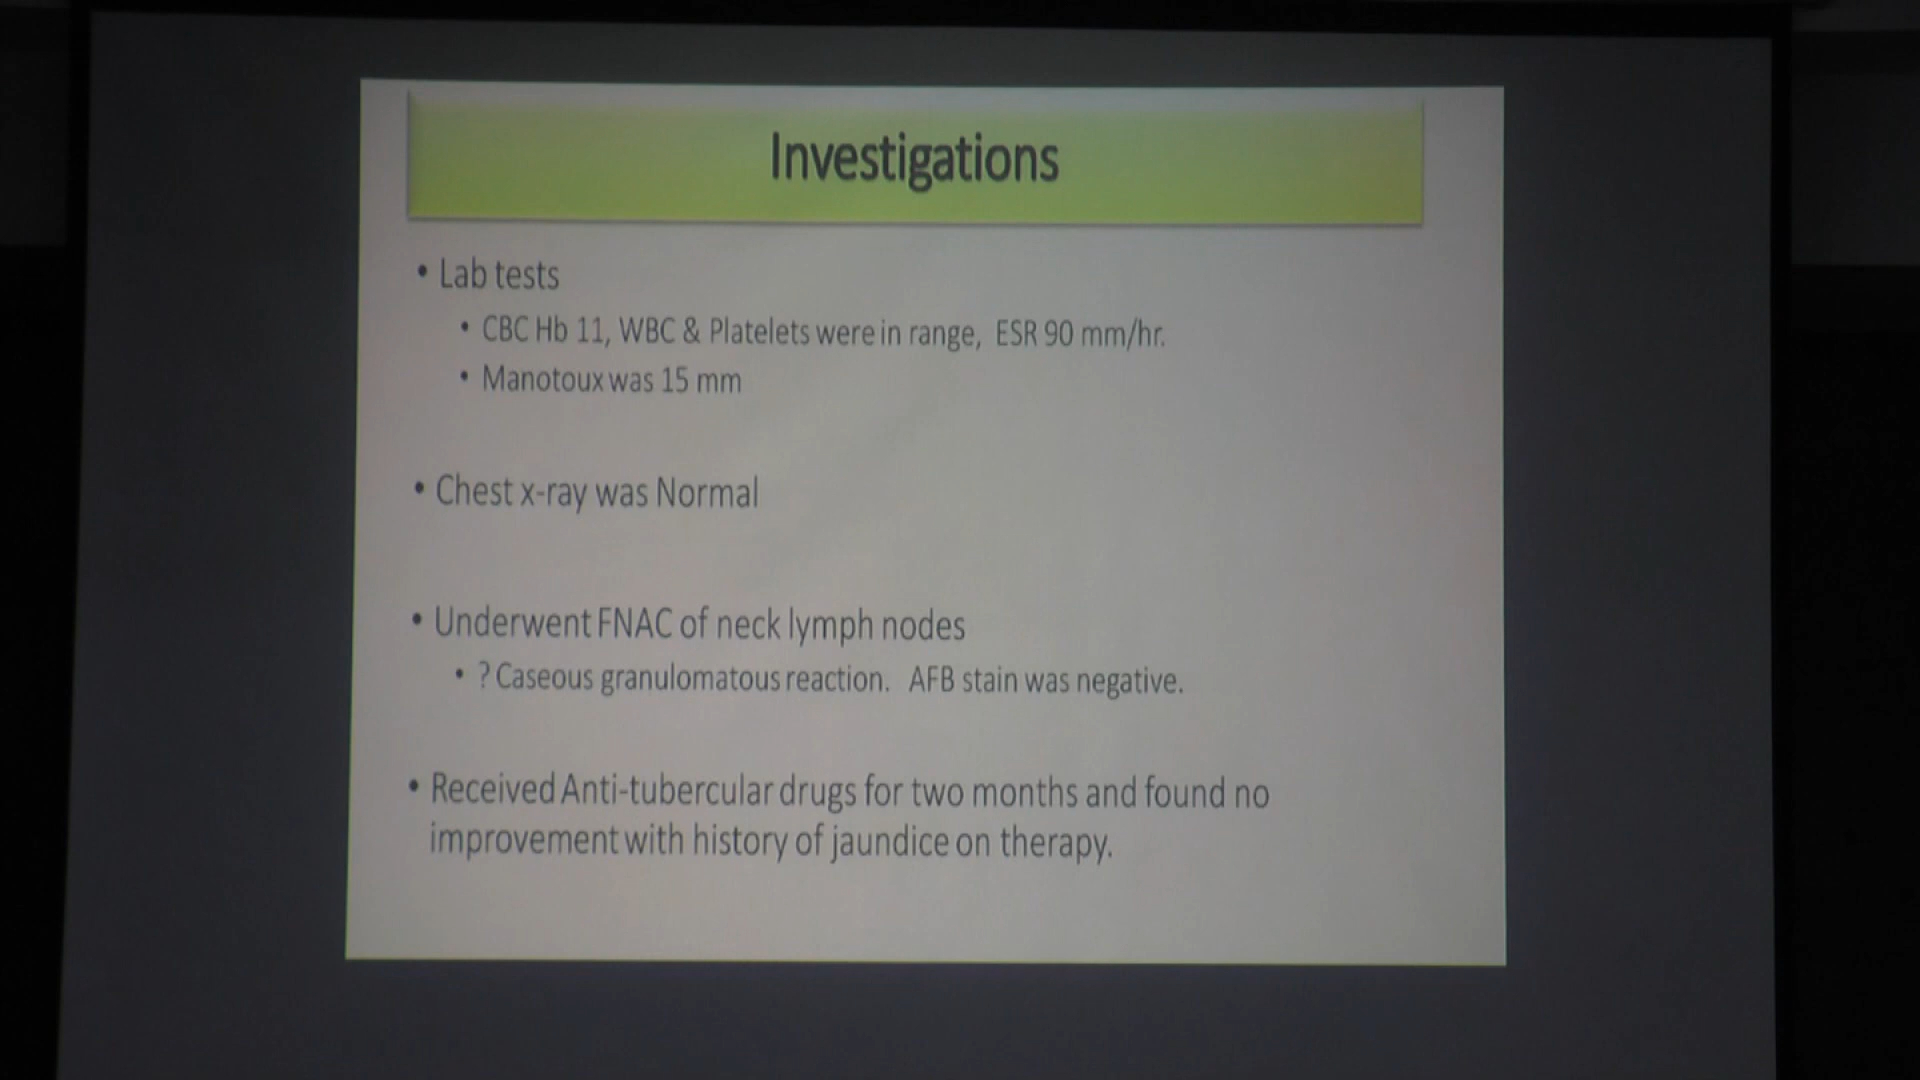 Investigations
• Lab tests
• CBC Hb 11, WBC & Platelets were in range, ESR 90 mm/hr.
• Manotoux was 15 mm
• Chest x-ray was Normal
• Underwent FNAC of neck lymph nodes
• ? Caseous granulomatous reaction. AFB stain was negative.
• Received Anti-tubercular drugs for two months and found no
improvement with history of jaundice on therapy.